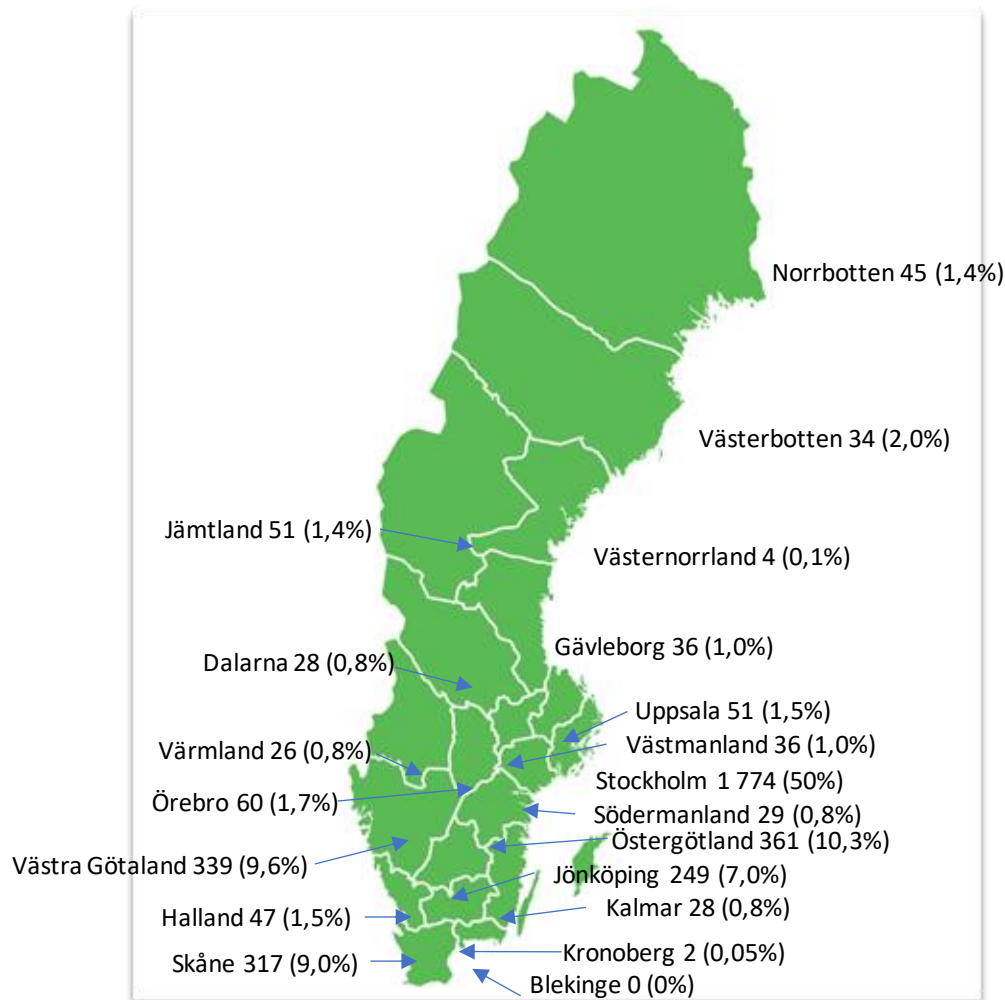 Norrbotten 45 (1,4%)
Västerbotten 34 (2,0%)
Jämtland 51 (1,4%)
Västernorrland 4 (0,1%)
Gävleborg 36 (1,0%)
Dalarna 28 (0,8%)
Uppsala 51 (1,5%)
Västmanland 36 (1,0%)
Värmland 26 (0,8%)
Stockholm 1 774 (50%)
Örebro 60 (1,7%)
Södermanland 29 (0,8%)
Östergötland 361 (10,3%)
Västra Götaland 339 (9,6%)
Jönköping 249 (7,0%)
Kalmar 28 (0,8%)
Halland 47 (1,5%)
Kronoberg 2 (0,05%)
Skåne 317 (9,0%)
Blekinge 0 (0%)